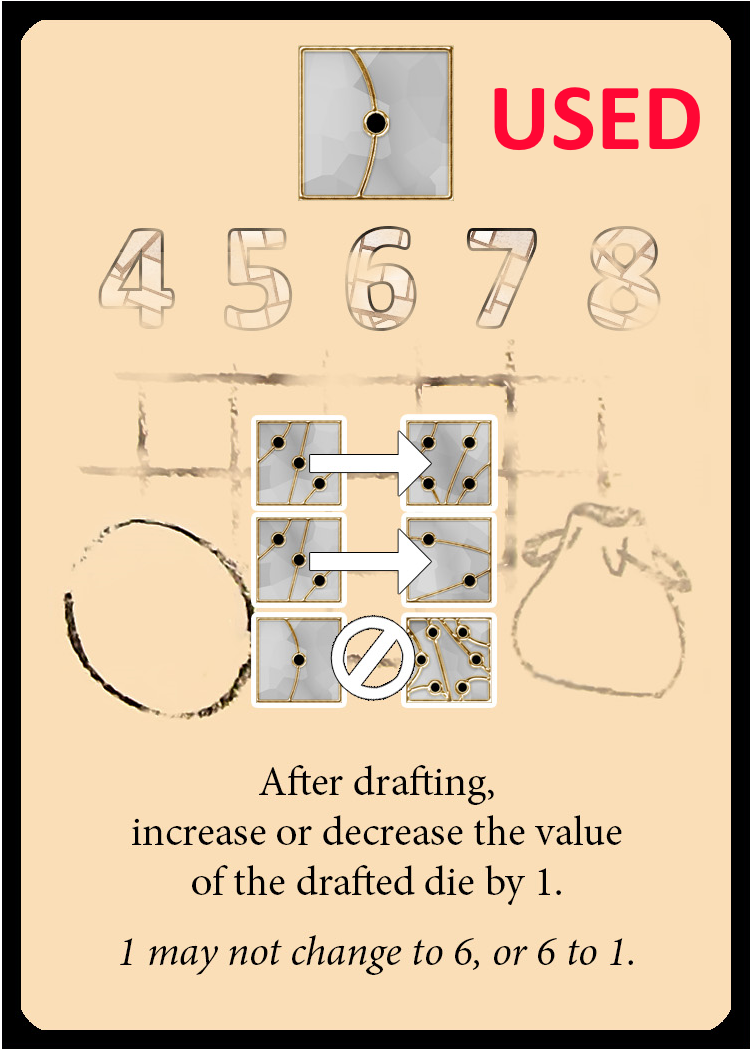 USED
4 5 6 7 8
After drafting,
increase or decrease the value
of the drafted die by 1.
1 may not change to 6, or 6 to 1.